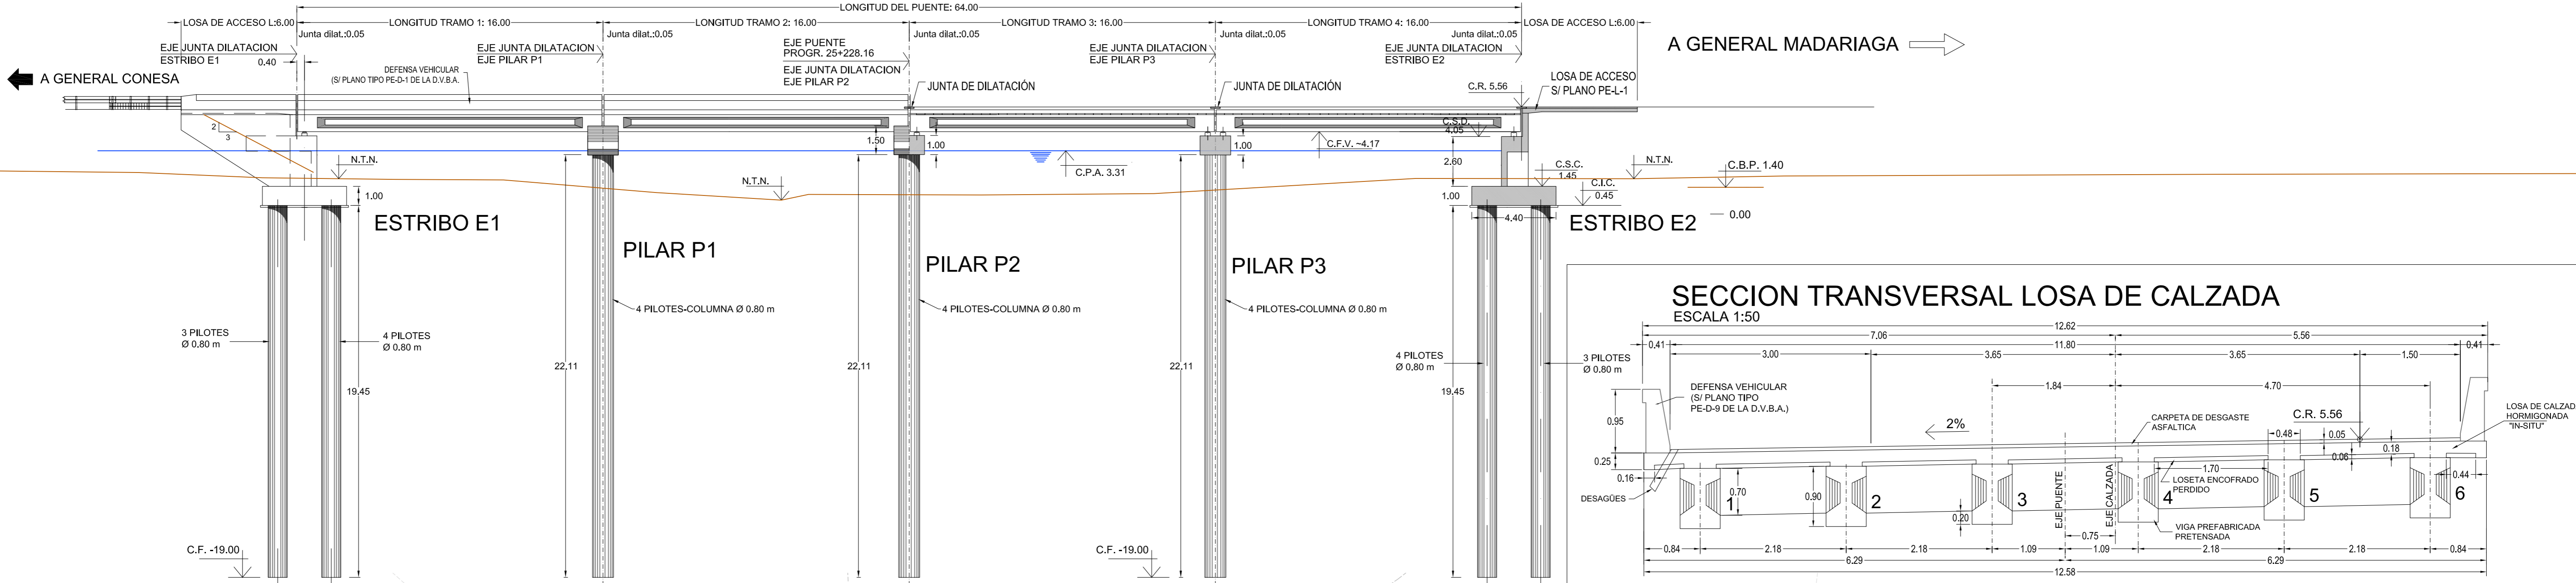 LONGITUD DEL PUENTE: 64.00
LOSA DE ACCESO L:6.00
LONGITUD TRAMO 1: 16.00
LONGITUD TRAMO 2: 16.00
LONGITUD TRAMO 3: 16.00
LONGITUD TRAMO 4: 16.00
LOSA DE ACCESO L:6.00
Junta dilat.:0.05
Junta dilat.:0.05
Junta dilat.:0.05
Junta dilat.:0.05
Junta dilat.:0.05
EJE JUNTA DILATACION
ESTRIBO E1
0.40
EJE JUNTA DILATACION
EJE PILAR P1
EJE PUENTE
PROGR. 25+228.16
EJE JUNTA DILATACION
EJE PILAR P2
EJE JUNTA DILATACION
EJE PILAR P3
EJE JUNTA DILATACION
ESTRIBO E2
A GENERAL MADARIAGA
A GENERAL CONESA
DEFENSA VEHICULAR
(S/ PLANO TIPO PE-D-1 DE LA D.V.B.A.
JUNTA DE DILATACIÓN
JUNTA DE DILATACIÓN
C.R. 5.56
LOSA DE ACCESO
S/ PLANO PE-L-1
2
3
1.50
1.00
1.00
C.F.V. ~4.17
C.S.D.
4.05
2.60
C.P.A. 3.31
N.T.N.
N.T.N.
C.S.C.
1.45
N.T.N.
C.B.P. 1.40
C.I.C.
0.45
1.00
1.00
4.40
0.00
ESTRIBO E1
PILAR P1
PILAR P2
PILAR P3
ESTRIBO E2
4 PILOTES-COLUMNA Ø 0.80 m
4 PILOTES-COLUMNA Ø 0.80 m
4 PILOTES-COLUMNA Ø 0.80 m
3 PILOTES
Ø 0,80 m
4 PILOTES
Ø 0.80 m
4 PILOTES
Ø 0,80 m
3 PILOTES
Ø 0.80 m
19.45
22.11
22.11
22.11
19.45
C.F. -19.00
C.F. -19.00
SECCION TRANSVERSAL LOSA DE CALZADA
ESCALA 1:50
12.62
7.06
5.56
0.41
11.80
0.41
3.00
3.65
3.65
1.50
1.84
4.70
DEFENSA VEHICULAR
(S/ PLANO TIPO
PE-D-9 DE LA D.V.B.A.)
0.95
2%
CARPETA DE DESGASTE
ASFALTICA
C.R. 5.56
LOSA DE CALZAD
HORMIGONADA
"IN-SITU"
0.48
0.05
0.18
0.06
0.25
0.16
DESAGÜES
1
0.70
0.90
2
0.20
3
EJE PUENTE
EJE CALZADA
4
1.70
LOSETA ENCOFRADO
PERDIDO
5
0.44
6
VIGA PREFABRICADA
PRETENSADA
0.75
0.84
2.18
2.18
1.09
1.09
2.18
2.18
0.84
6.29
6.29
12.58